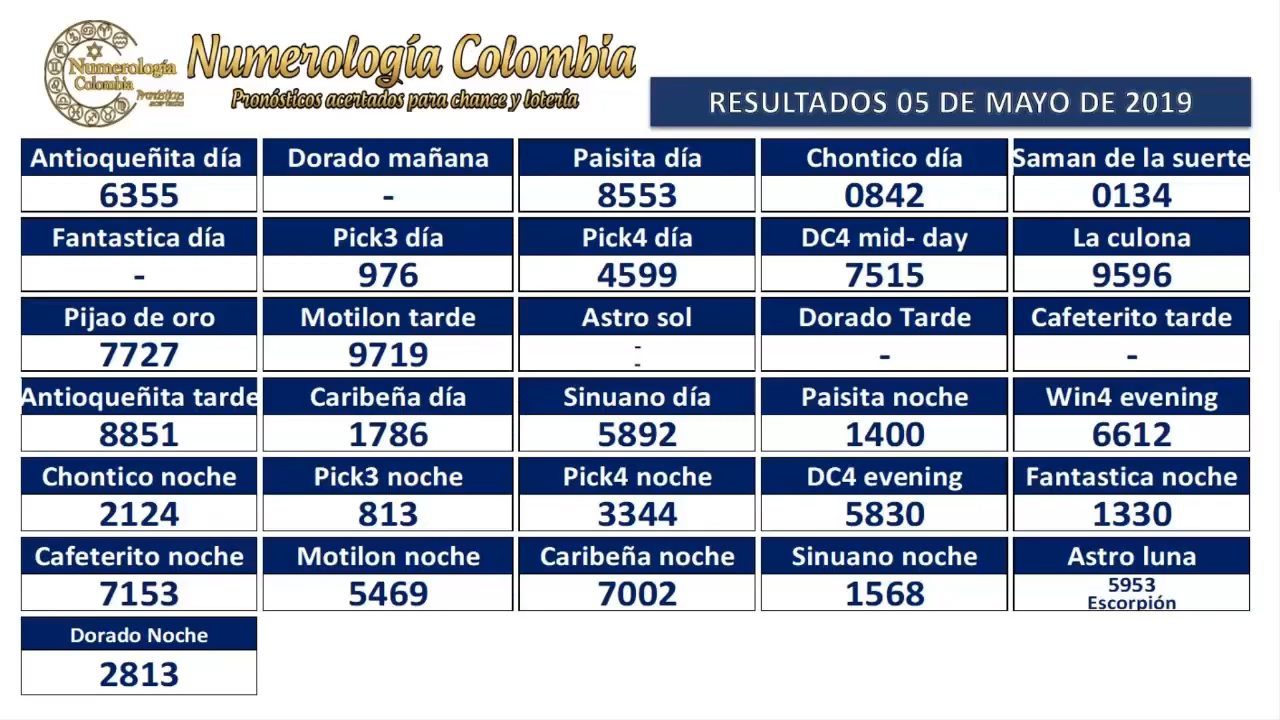 Numerología
Colombia
Pronósticos
Numerología Colombia
Pronósticos acertados para chance y lotería
RESULTADOS 05 DE MAYO DE 2019
Antioqueñita día Dorado mañana Paisita día Chontico día Saman de la suerte
6355 - 8553 0842 0134
Fantastica día Pick3 día Pick4 día DC4 mid- day La culona
- 976 4599 7515 9596
Pijao de oro Motilon tarde Astro sol Dorado Tarde Cafeterito tarde
7727 9719 - - -
-
Antioqueñita tarde Caribeña día Sinuano día Paisita noche Win4 evening
8851 1786 5892 1400 6612
Chontico noche Pick3 noche Pick4 noche DC4 evening Fantastica noche
2124 813 3344 5830 1330
Cafeterito noche Motilon noche Caribeña noche Sinuano noche Astro luna
7153 5469 7002 1568 5953
Escorpión
Dorado Noche
2813